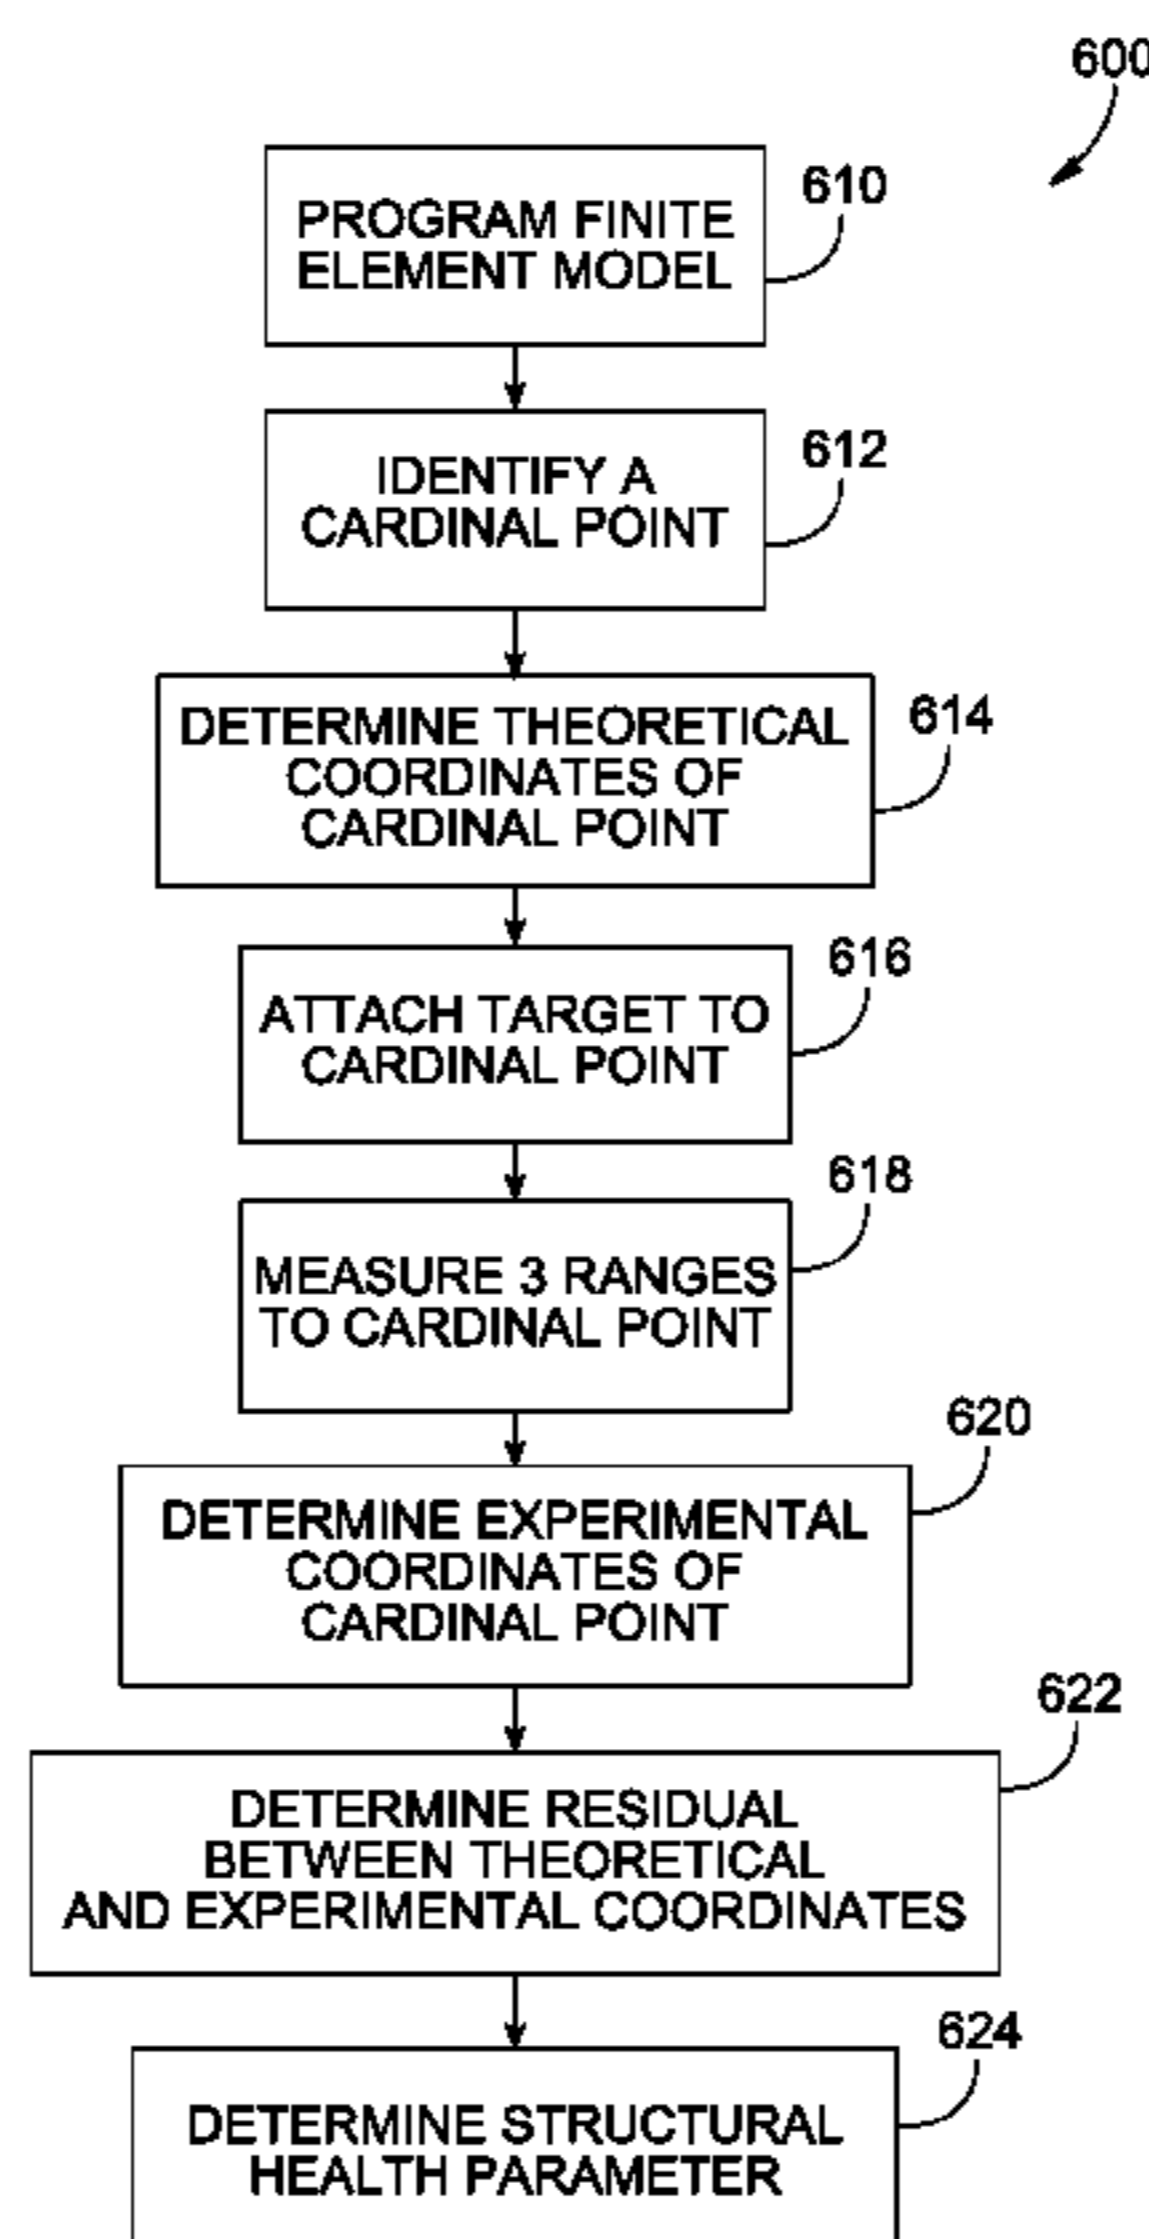 600
PROGRAM FINITE
ELEMENT MODEL
610
IDENTIFY A
CARDINAL POINT
612
DETERMINE THEORETICAL
COORDINATES OF
CARDINAL POINT
614
ATTACH TARGET TO
CARDINAL POINT
616
MEASURE 3 RANGES
TO CARDINAL POINT
618
DETERMINE EXPERIMENTAL
COORDINATES OF
CARDINAL POINT
620
DETERMINE RESIDUAL
BETWEEN THEORETICAL
AND EXPERIMENTAL COORDINATES
622
DETERMINE STRUCTURAL
HEALTH PARAMETER
624